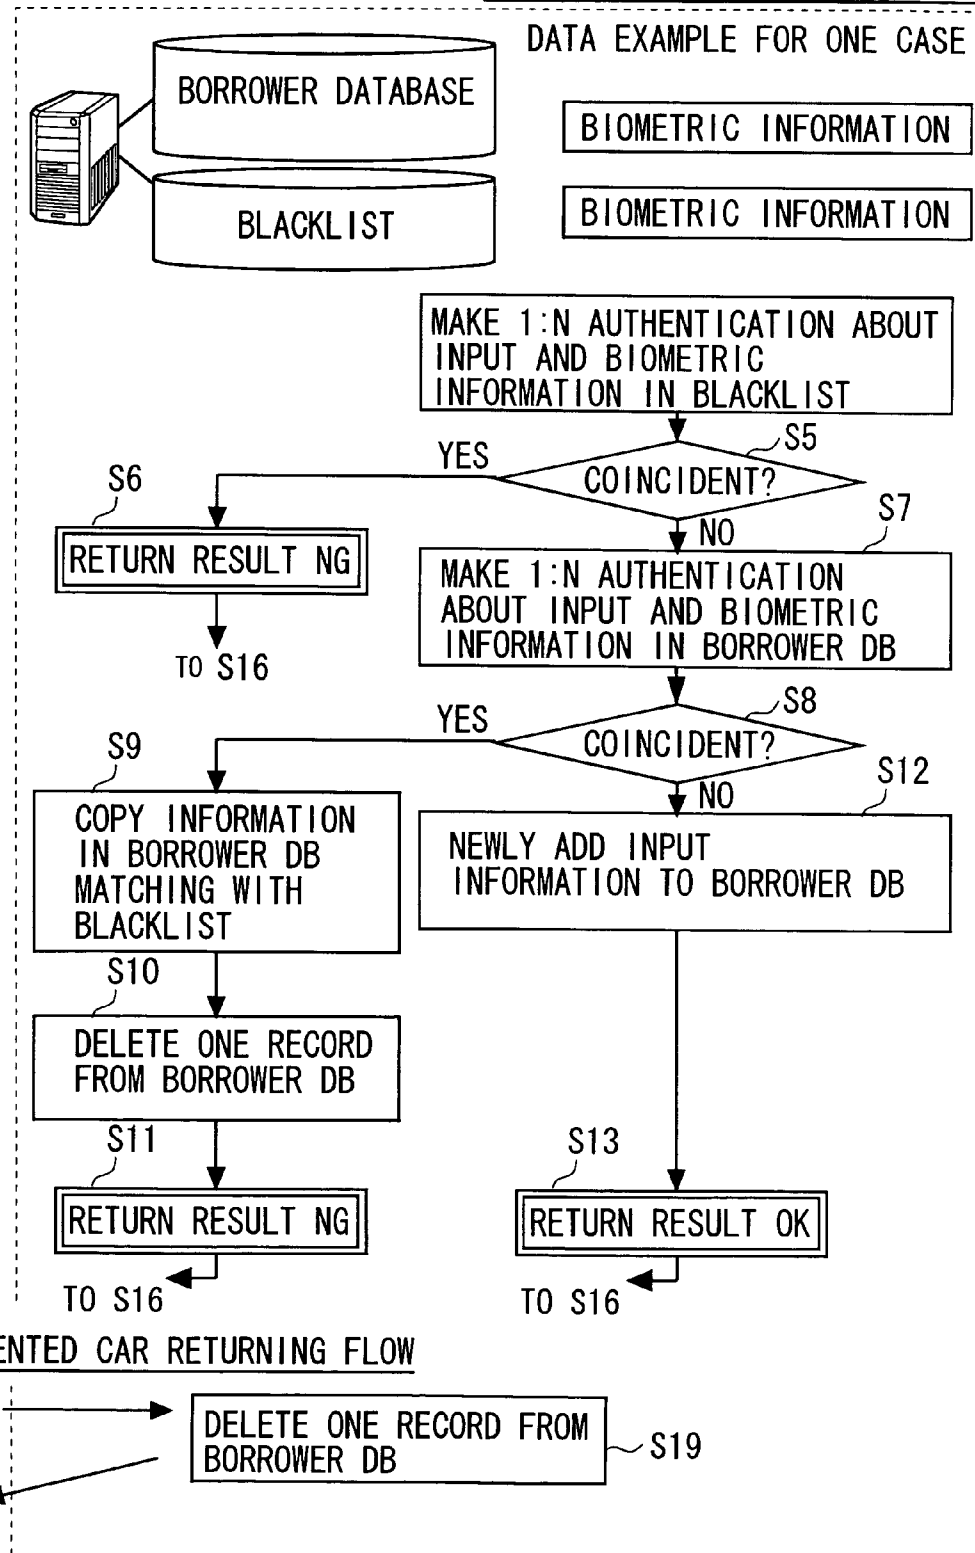 DATA EXAMPLE FOR ONE CASE
BORROWER DATABASE
BIOMETRIC INFORMATION
BLACKLIST
BIOMETRIC INFORMATION
MAKE 1:N AUTHENTICATION ABOUT
INPUT AND BIOMETRIC
INFORMATION IN BLACKLIST
S5
YES
COINCIDENT?
S6
NO
S7
RETURN RESULT NG
MAKE 1:N AUTHENTICATION
ABOUT INPUT AND BIOMETRIC
INFORMATION IN BORROWER DB
TO S16
S8
YES
COINCIDENT?
S9
NO
S12
COPY INFORMATION
IN BORROWER DB
MATCHING WITH
BLACKLIST
NEWLY ADD INPUT
INFORMATION TO BORROWER DB
S10
DELETE ONE RECORD
FROM BORROWER DB
S11
S13
RETURN RESULT NG
RETURN RESULT OK
TO S16
TO S16
ENTED CAR RETURNING FLOW
DELETE ONE RECORD FROM
BORROWER DB
S19